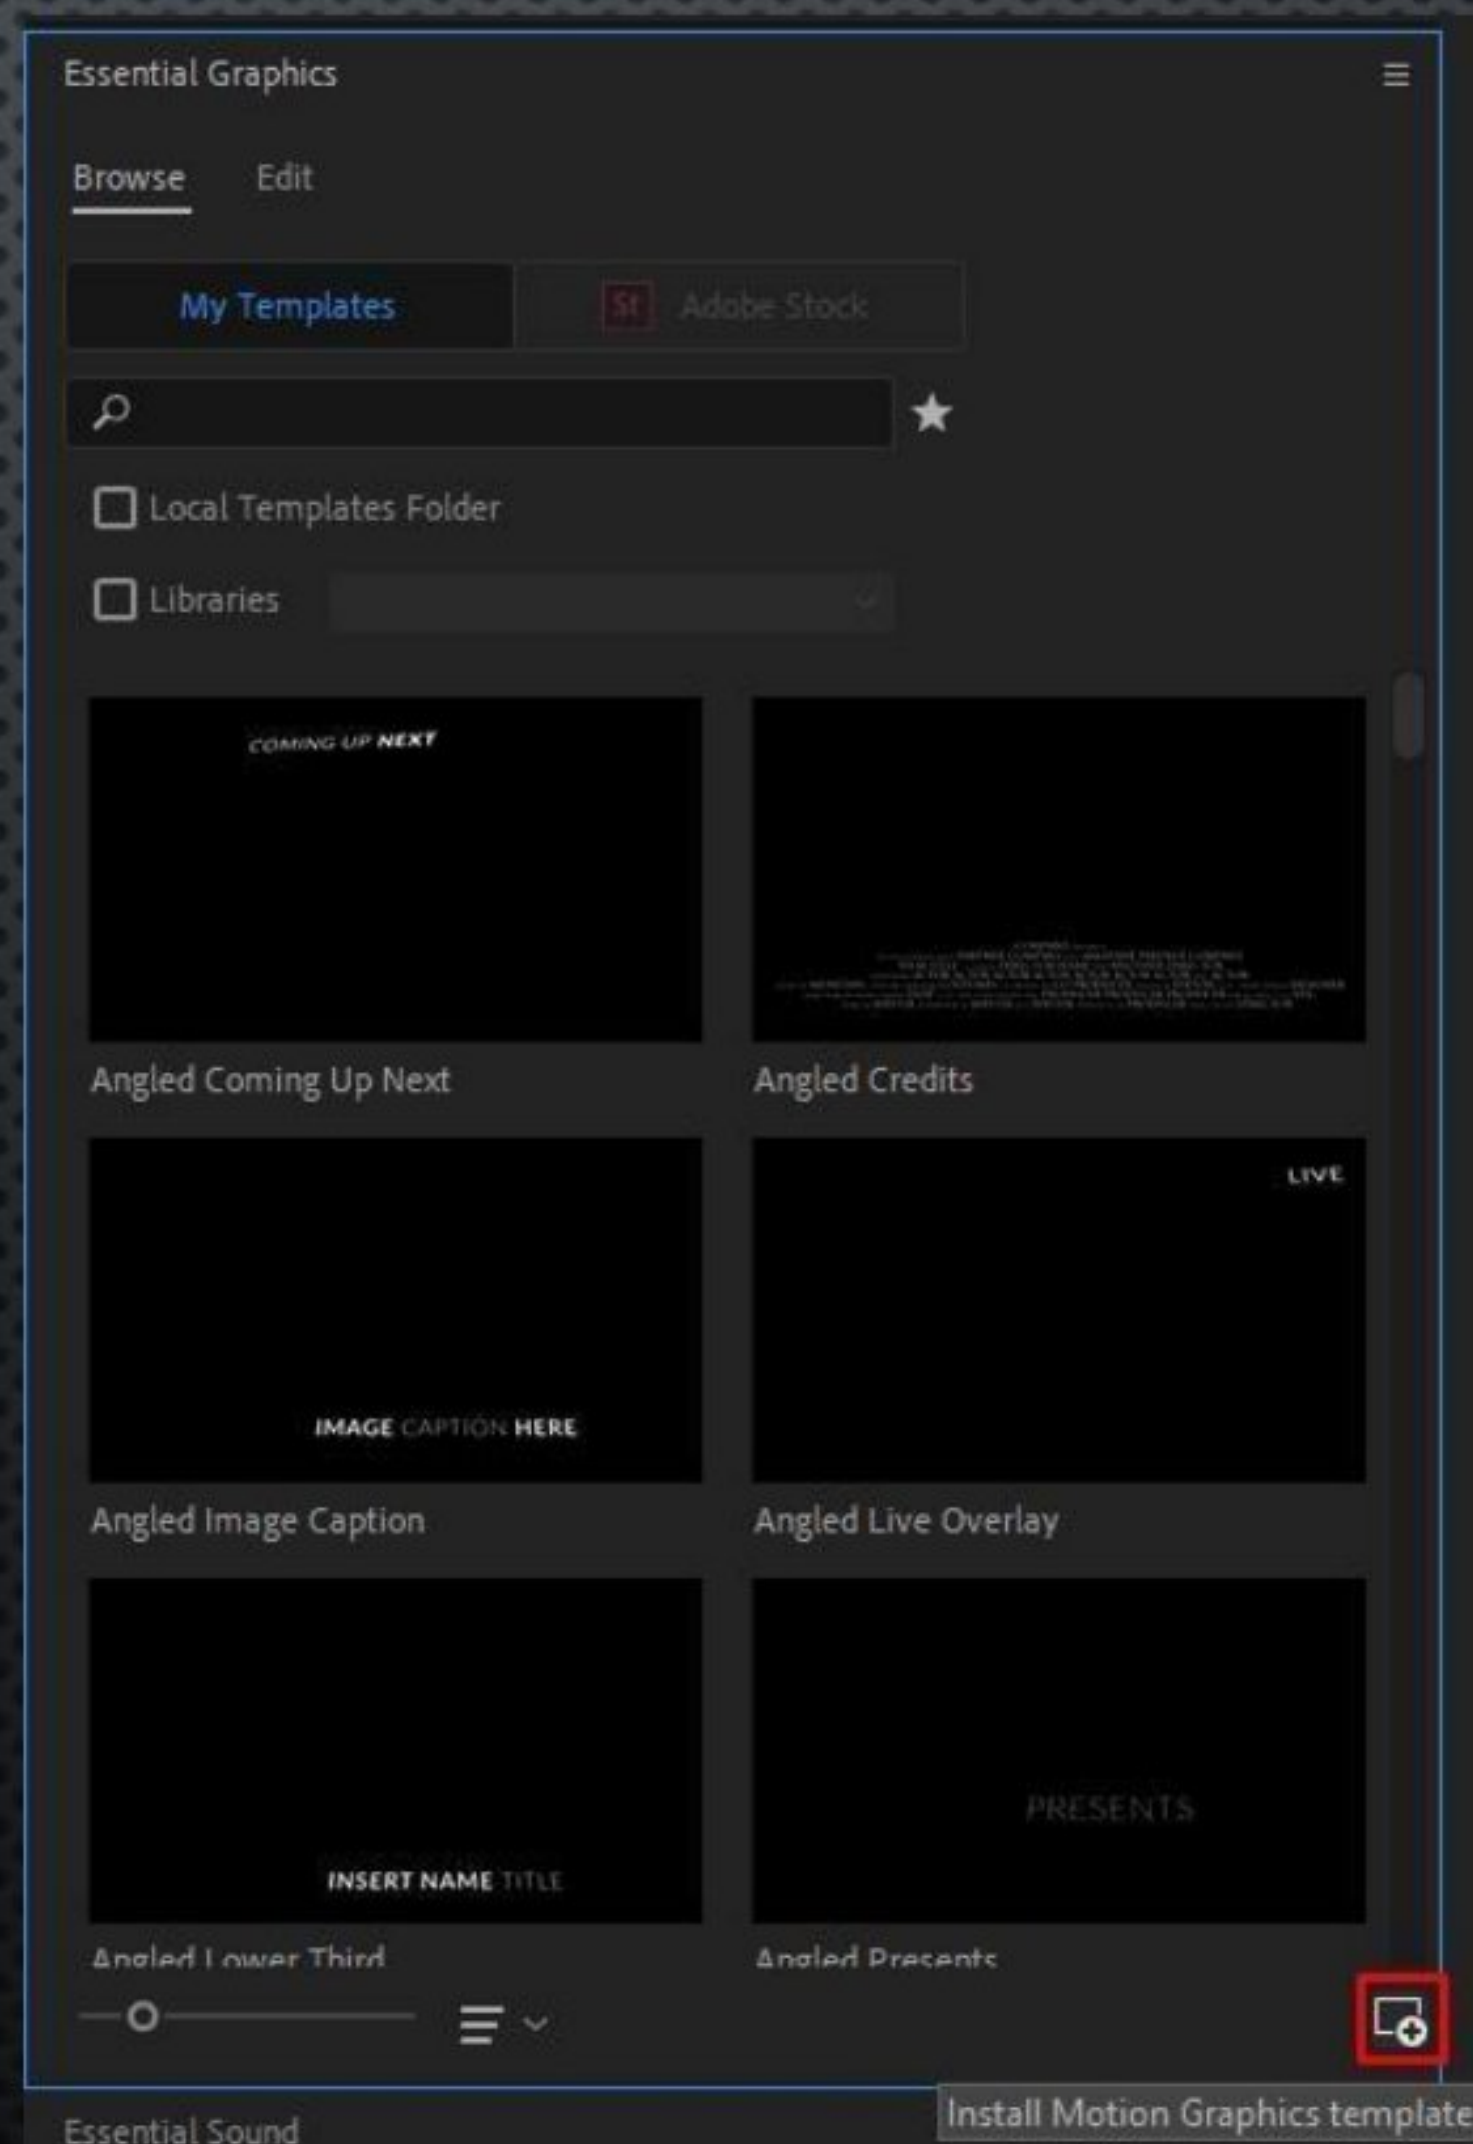 Essential Graphics
Browse Edit
My Templates St Adobe Stock
Local Templates Folder
Libraries
COMING UP NEXT
Angled Coming Up Next Angled Credits
LIVE
IMAGE CAPTION HERE
Angled Image Caption Angled Live Overlay
PRESENTS
INSERT NAME TITLE
Angled Lower Third Angled Presents
Install Motion Graphics template
Essential Sound